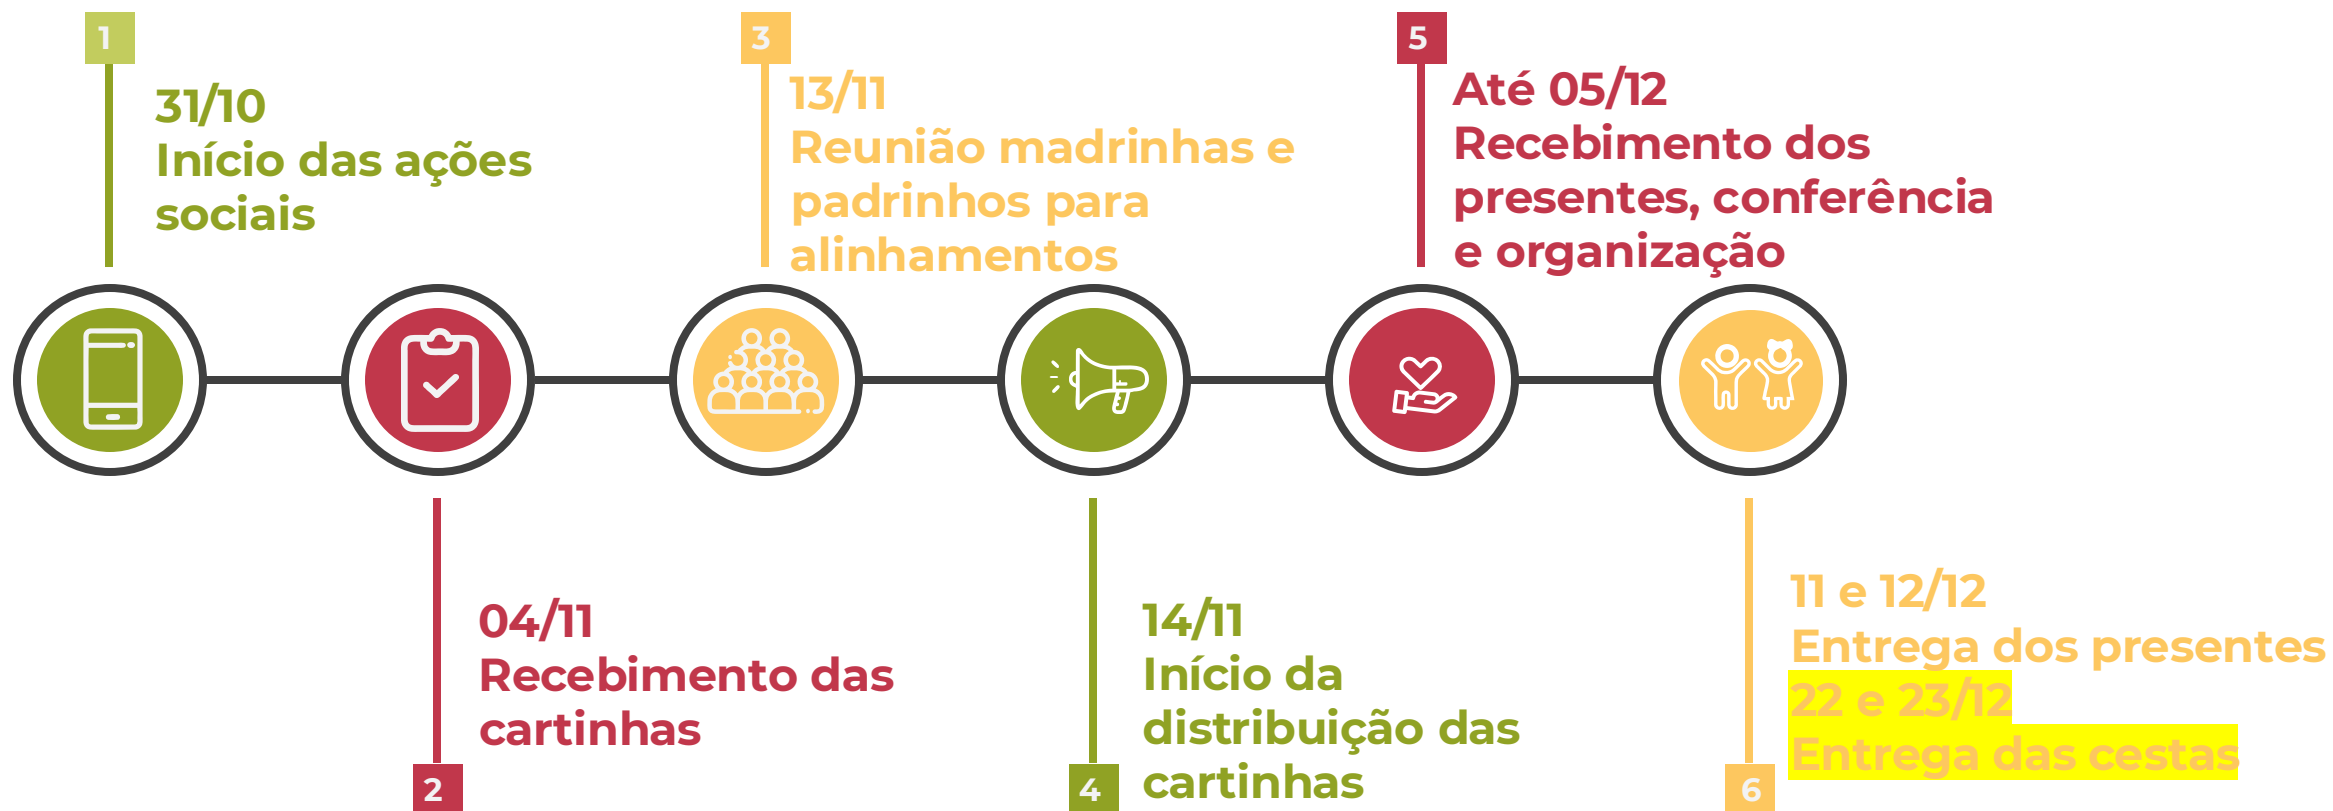 1
31/10
Início das ações
sociais
2
04/11
Recebimento das
cartinhas
3
13/11
Reunião madrinhas e
padrinhos para
alinhamentos
4
14/11
Início da
distribuição das
cartinhas
5
Até 05/12
Recebimento dos
presentes, conferência
e organização
6
11 e 12/12
Entrega dos presentes
22 e 23/12
Entrega das cestas